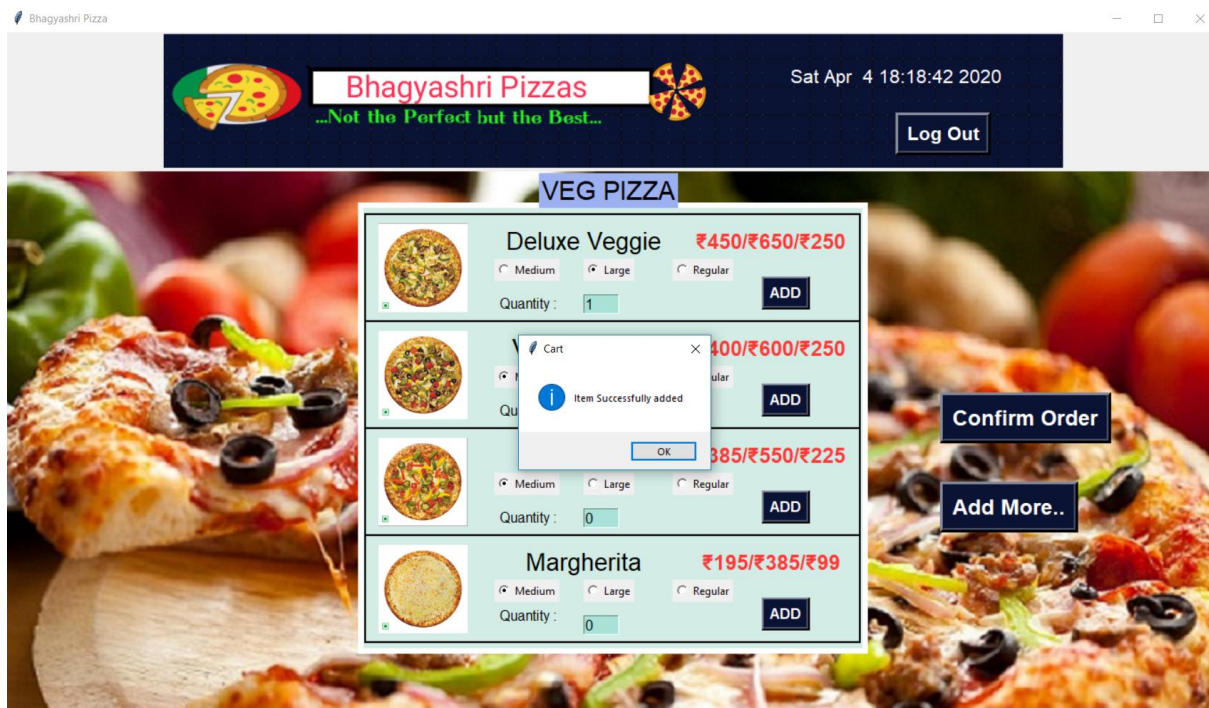 Bhagyashri Pizza
Bhagyashri Pizzas
...Not the Perfect but the Best...
Sat Apr  4 18:18:42 2020
Log Out
VEG PIZZA
Deluxe Veggie ₹450/₹650/₹250
Medium Large Regular
Quantity : 1 ADD
400/₹600/₹250
ADD
Cart
Item Successfully added
OK
385/₹550/₹225
Medium Large Regular
Quantity : 0 ADD
Margherita ₹195/₹385/₹99
Medium Large Regular
Quantity : 0 ADD
Confirm Order
Add More..